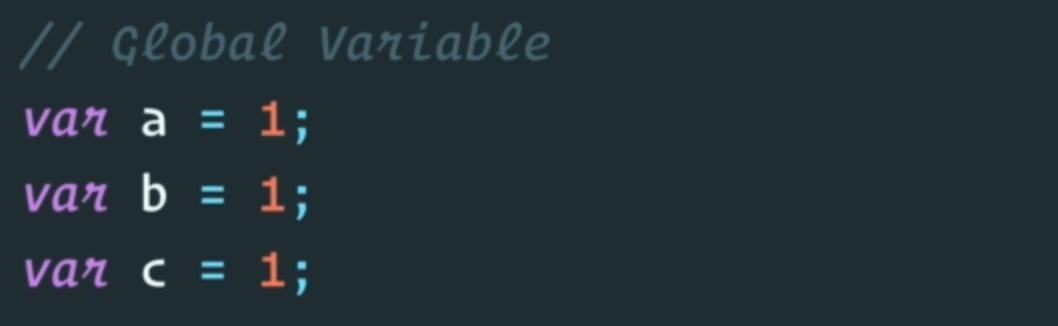 // Global Variable
var a = 1;
var b = 1;
var c = 1;